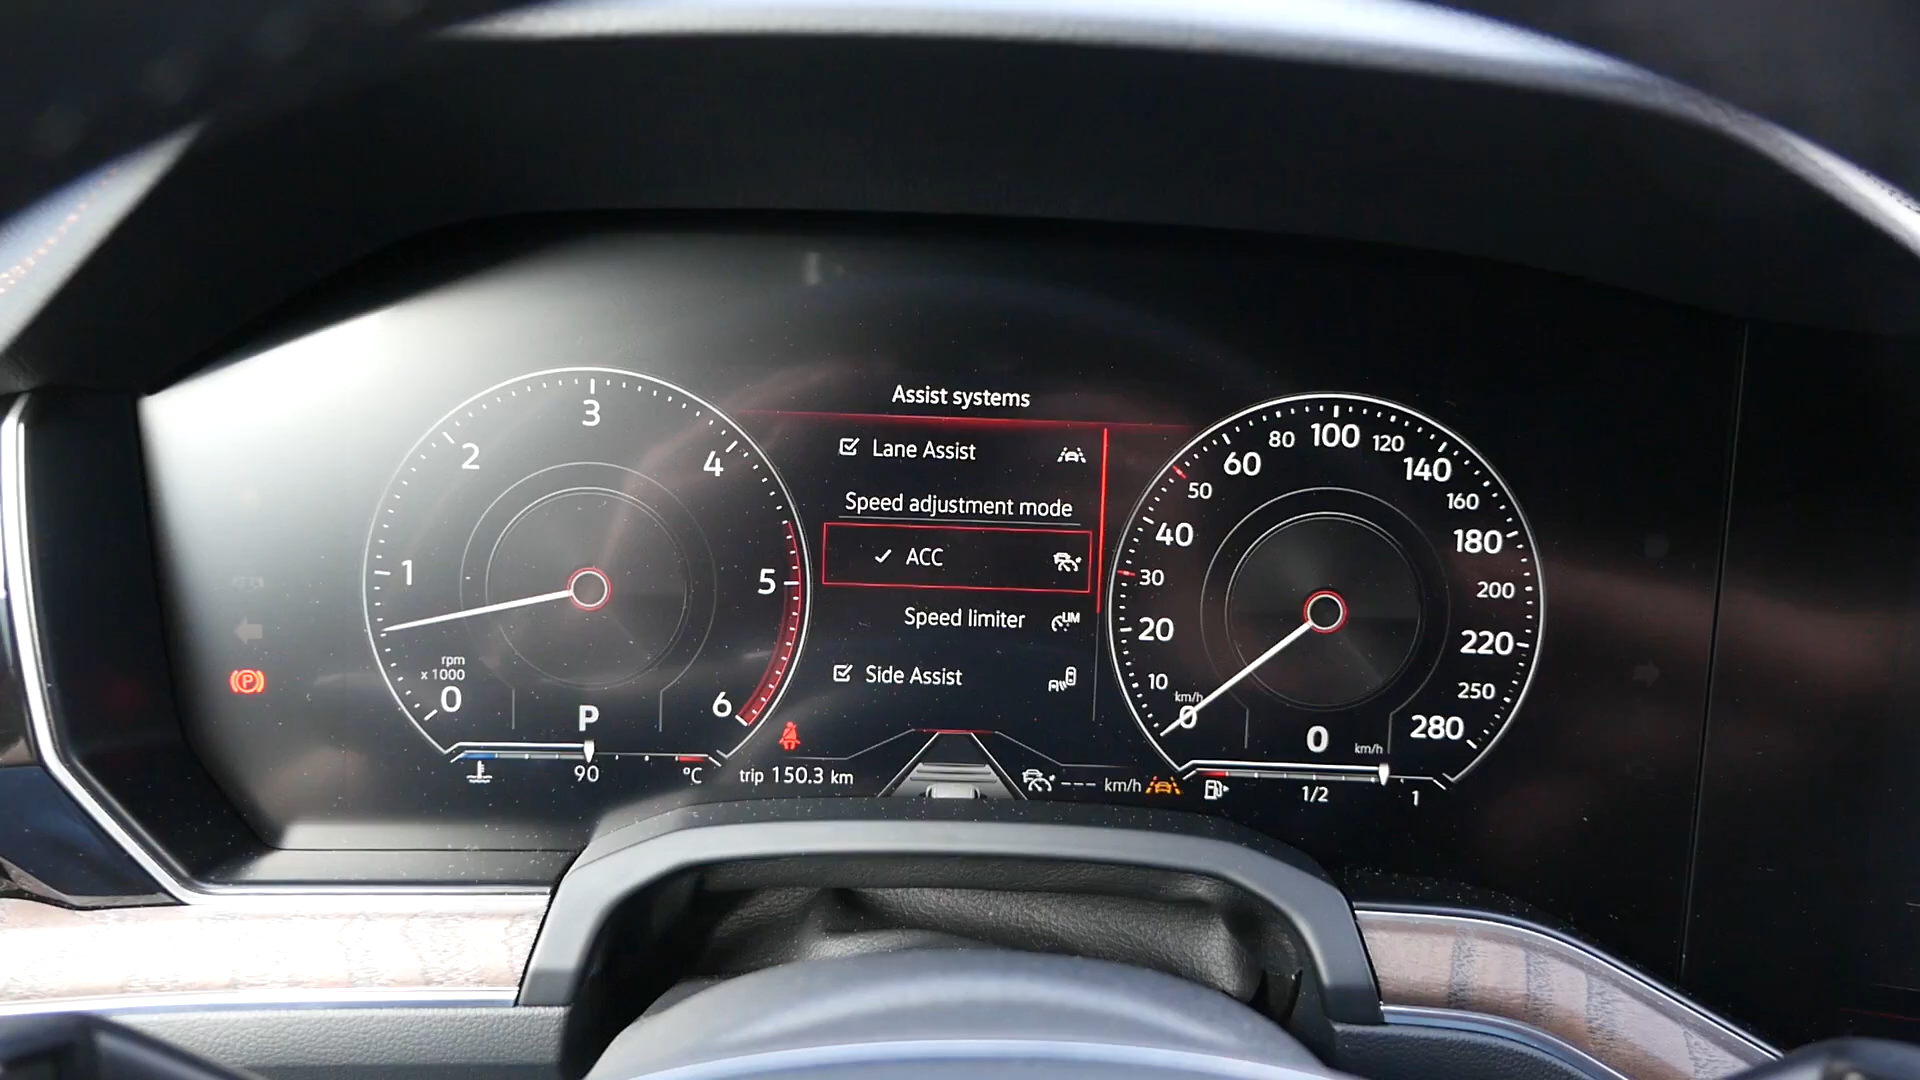 Assist systems
Lane Assist
Speed adjustment mode
ACC
Speed limiter
LIM
Side Assist
0
1
2
3
4
5
6
rpm
x 1000
P
90
°C
trip 150.3 km
--- km/h
0
10
20
30
40
50
60
80
100
120
140
160
180
200
220
250
280
km/h
0 km/h
1/2
1
(P)